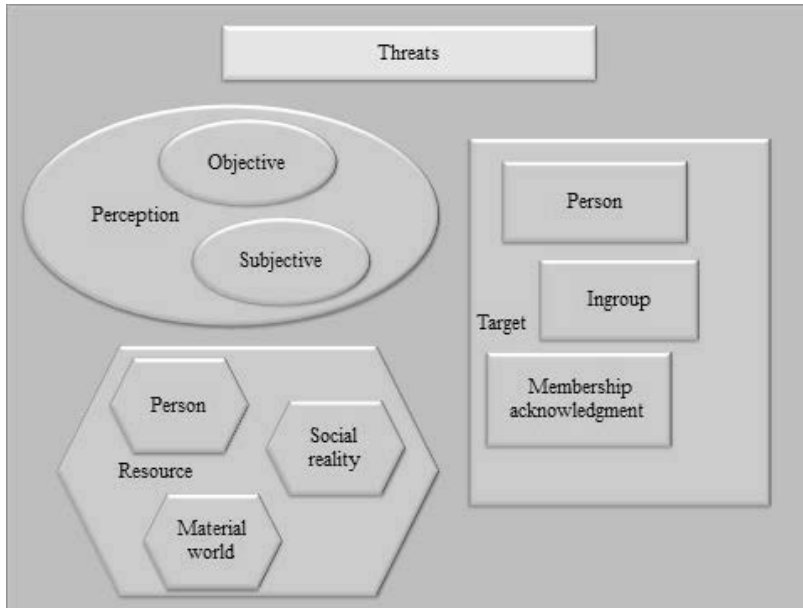 Threats
Objective
Perception
Subjective
Person
Ingroup
Target
Membership
acknowledgment
Person
Social
reality
Resource
Material
world